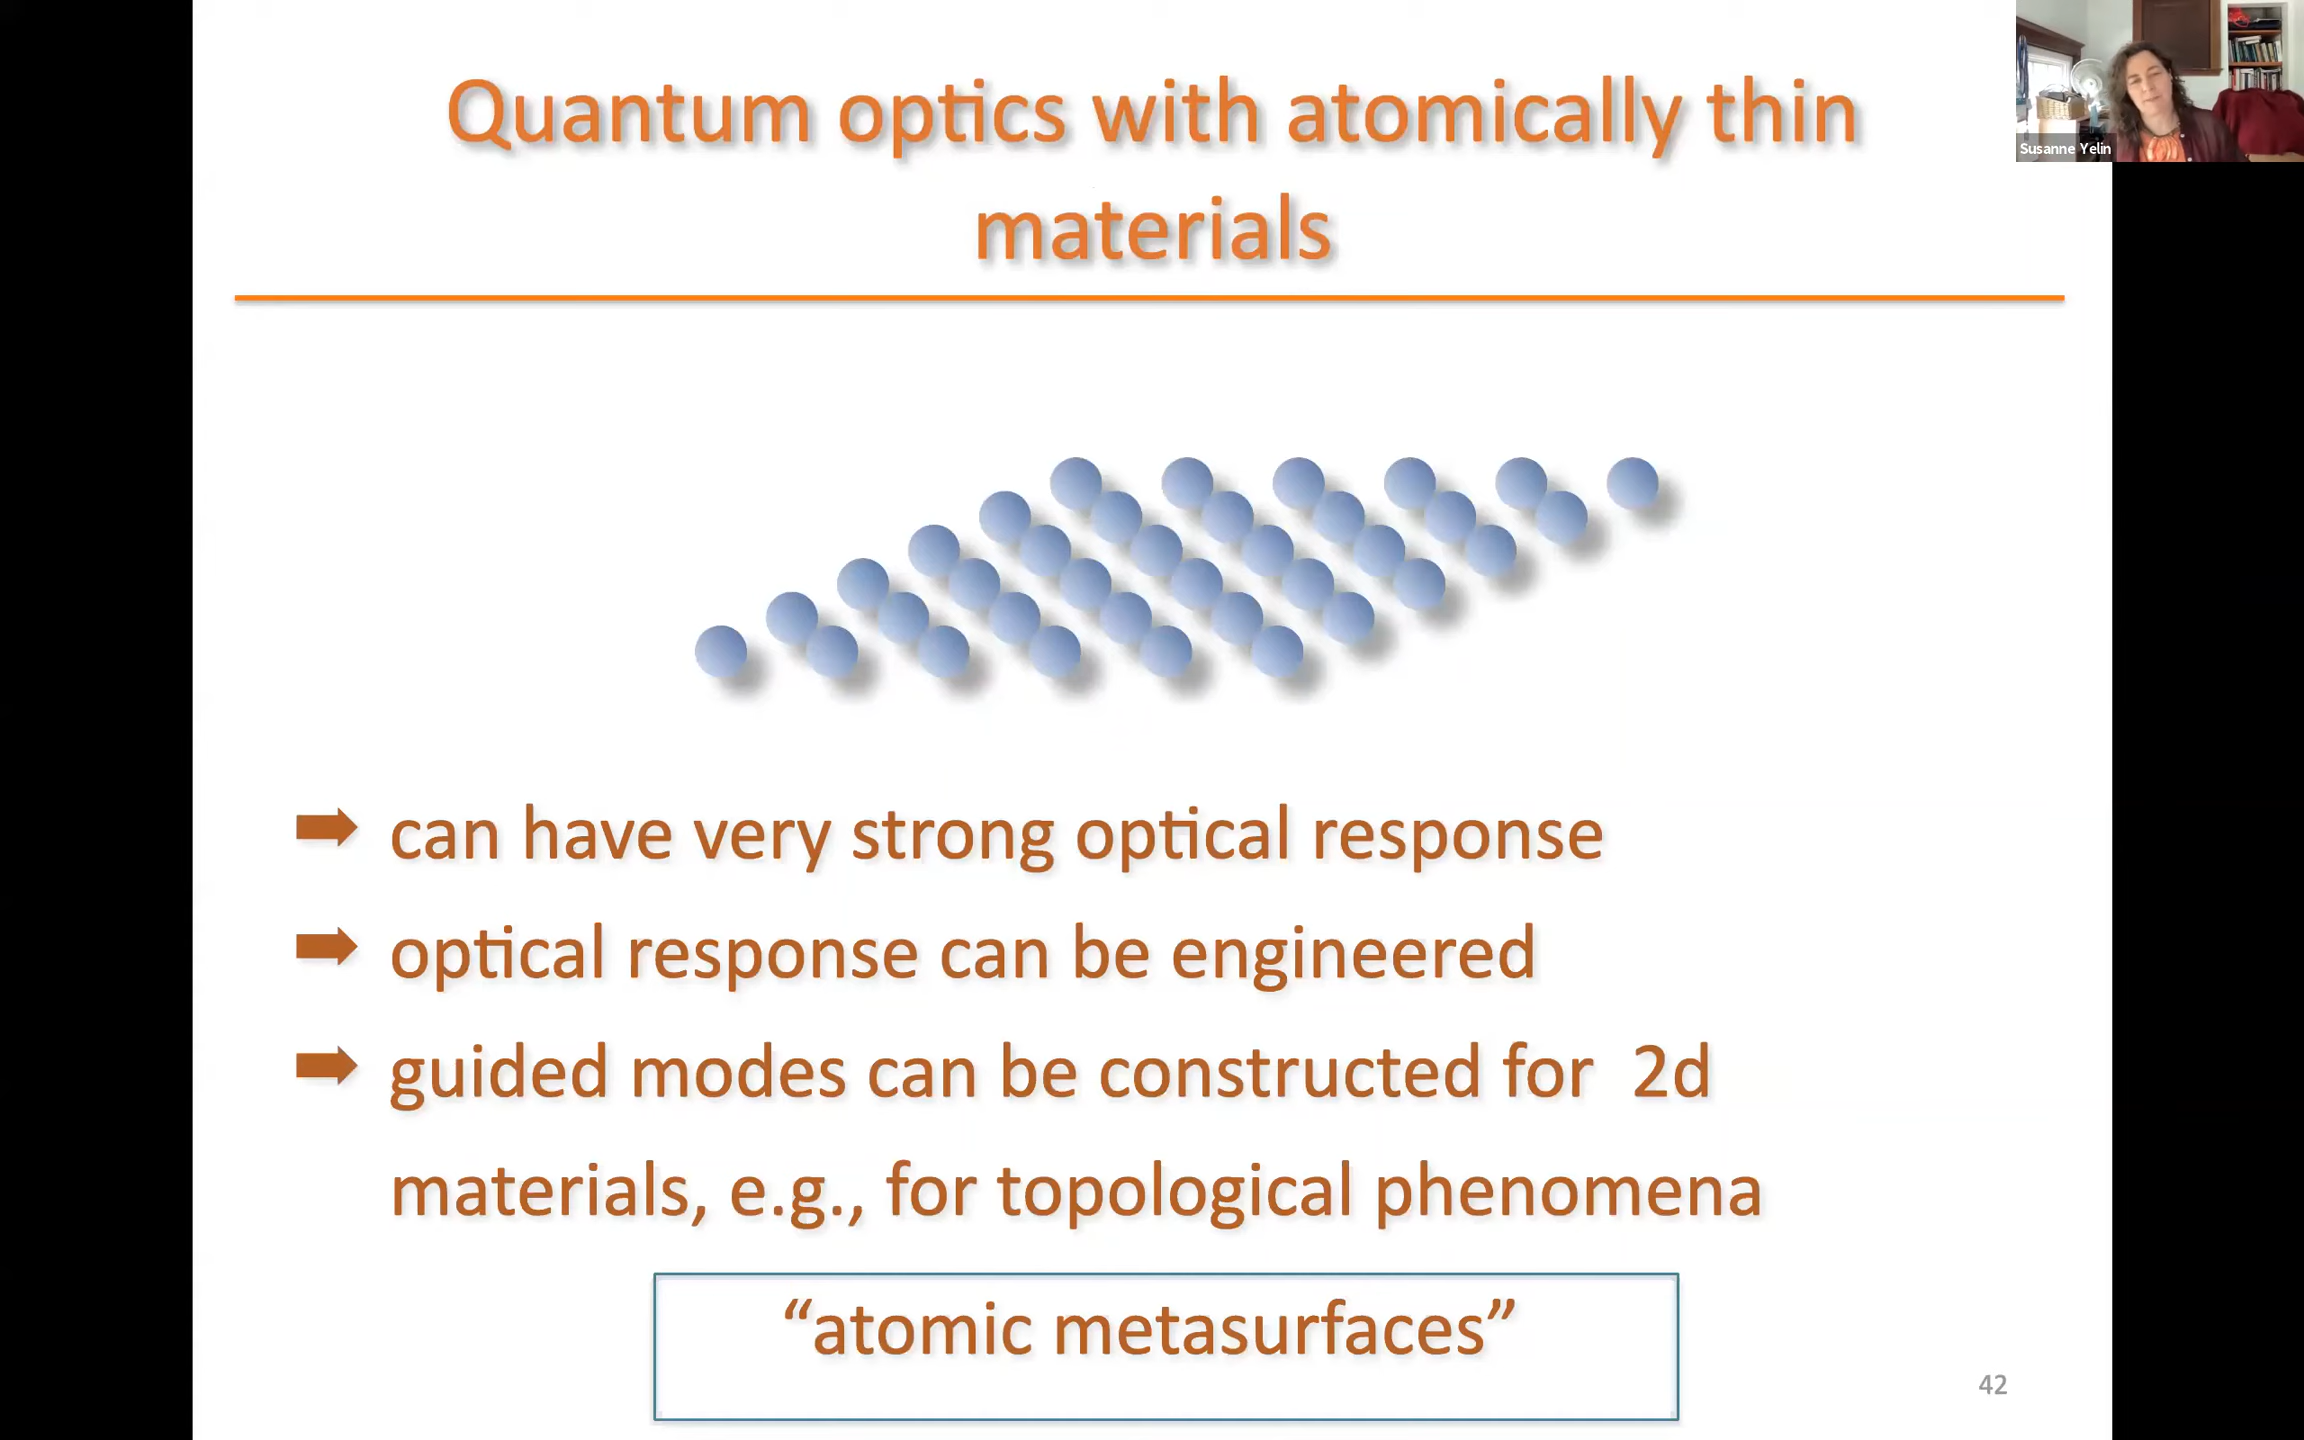 Quantum optics with atomically thin
materials
Susanne Yelin
can have very strong optical response
optical response can be engineered
guided modes can be constructed for  2d
materials, e.g., for topological phenomena
“atomic metasurfaces”
42